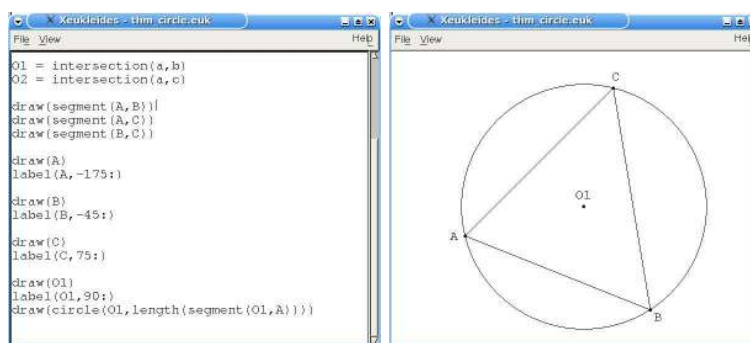 Xeukleides - thm_circle.euk
File View Help
O1 = intersection(a,b)
O2 = intersection(a,c)
draw(segment(A,B))
draw(segment(A,C))
draw(segment(B,C))
draw(A)
label(A,-175:)
draw(B)
label(B,-45:)
draw(C)
label(C,75:)
draw(O1)
label(O1,90:)
draw(circle(O1,length(segment(O1,A))))
Xeukleides - thm_circle.euk
File View Help
C
O1
A
B